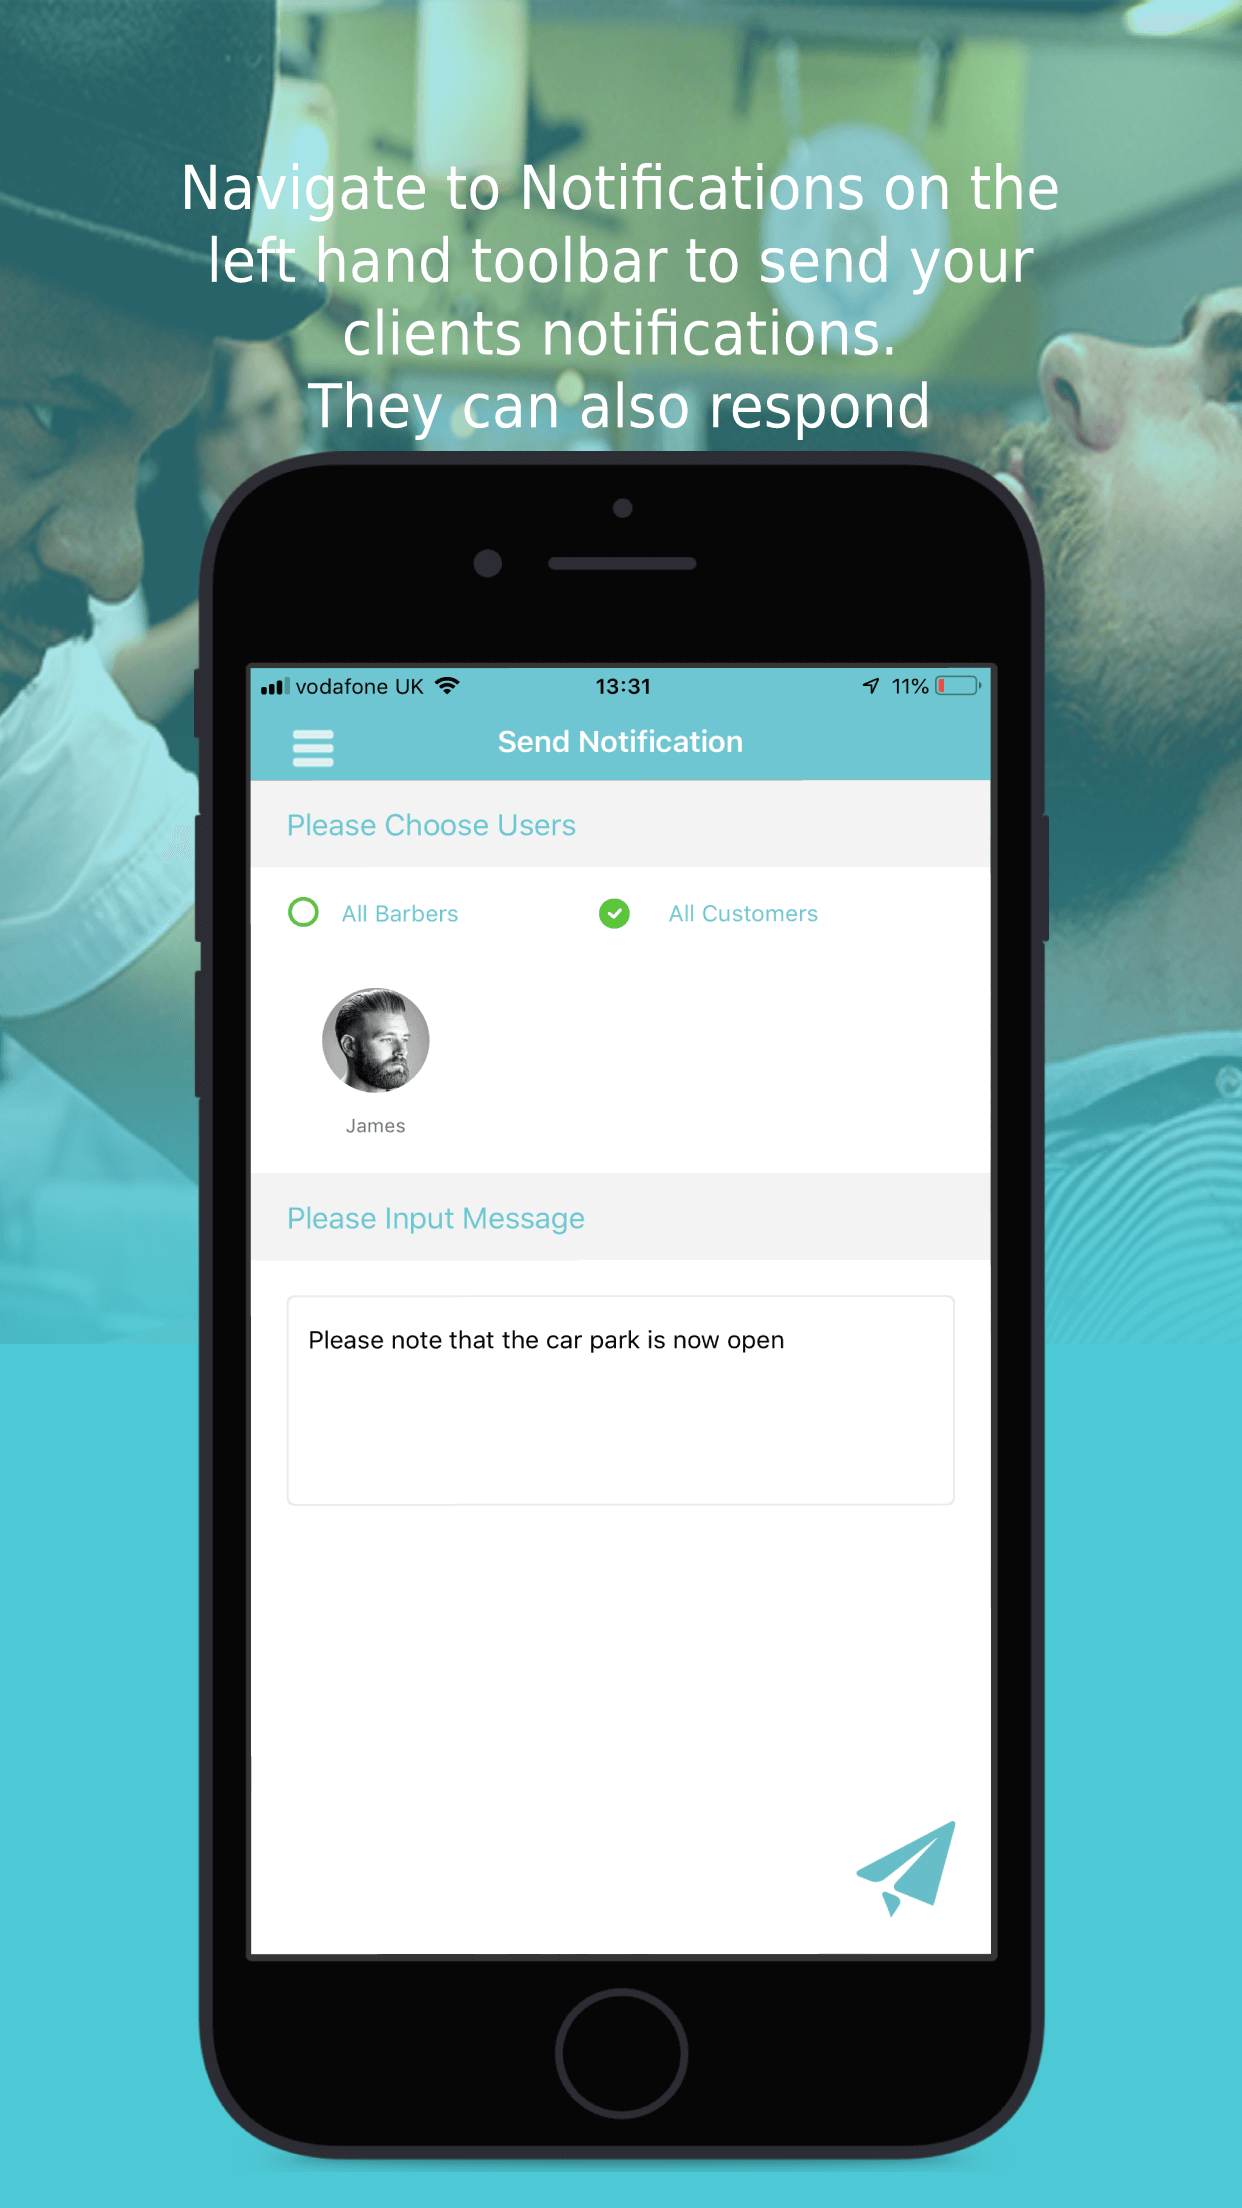 Navigate to Notifications on the
left hand toolbar to send your
clients notifications.
They can also respond
vodafone UK 13:31 11%
Send Notification
Please Choose Users
All Barbers All Customers
James
Please Input Message
Please note that the car park is now open